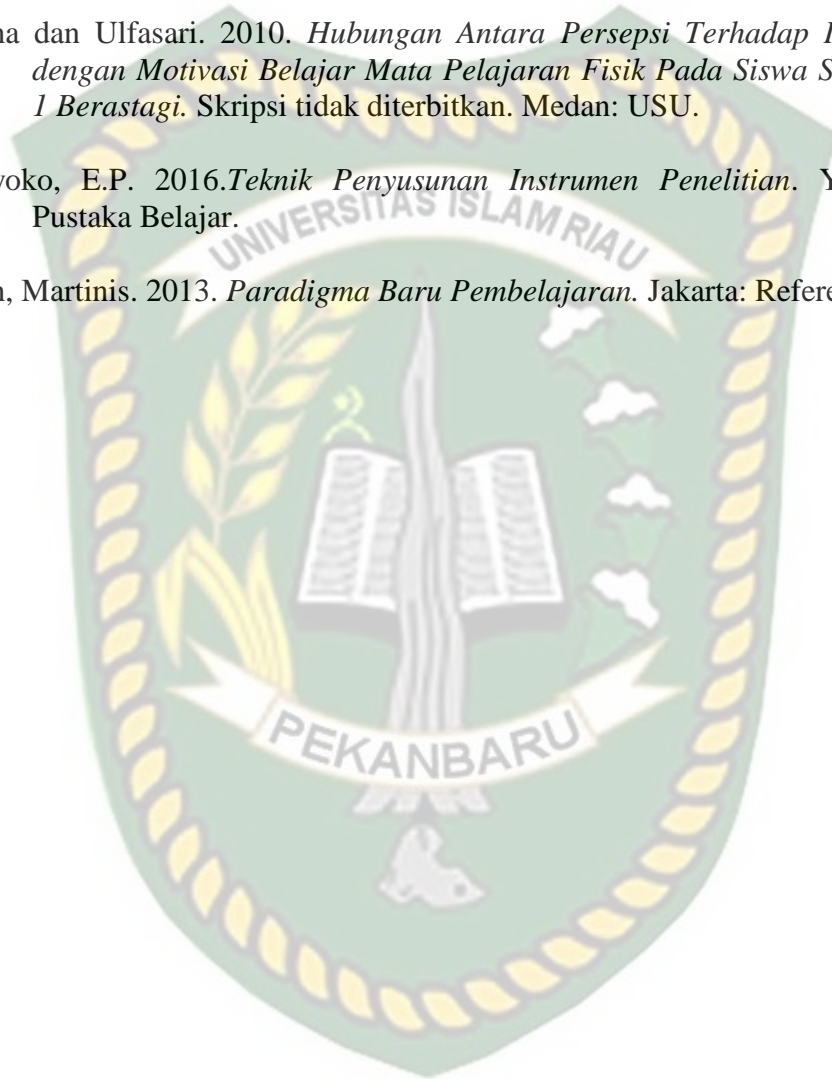 na dan Ulfasari. 2010. Hubungan Antara Persepsi Terhadap
dengan Motivasi Belajar Mata Pelajaran Fisik Pada Siswa S
1 Berastagi. Skripsi tidak diterbitkan. Medan: USU.
yoko, E.P. 2016.Teknik Penyusunan Instrumen Penelitian. Y
Pustaka Belajar.
, Martinis. 2013. Paradigma Baru Pembelajaran. Jakarta: Refere
UNIVERSITAS ISLAM RIAU
PEKANBARU